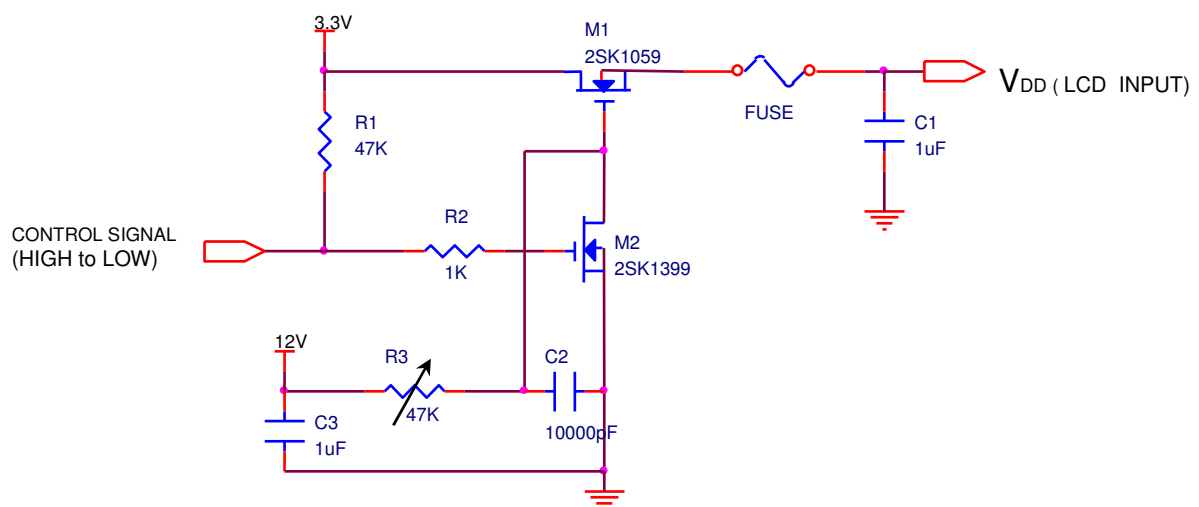 3.3V
M1
2SK1059
VDD ( LCD INPUT)
FUSE
R1
47K
C1
1uF
R2
CONTROL SIGNAL
(HIGH to LOW)
M2
2SK1399
1K
12V
R3
C2
47K
C3
1uF
10000pF